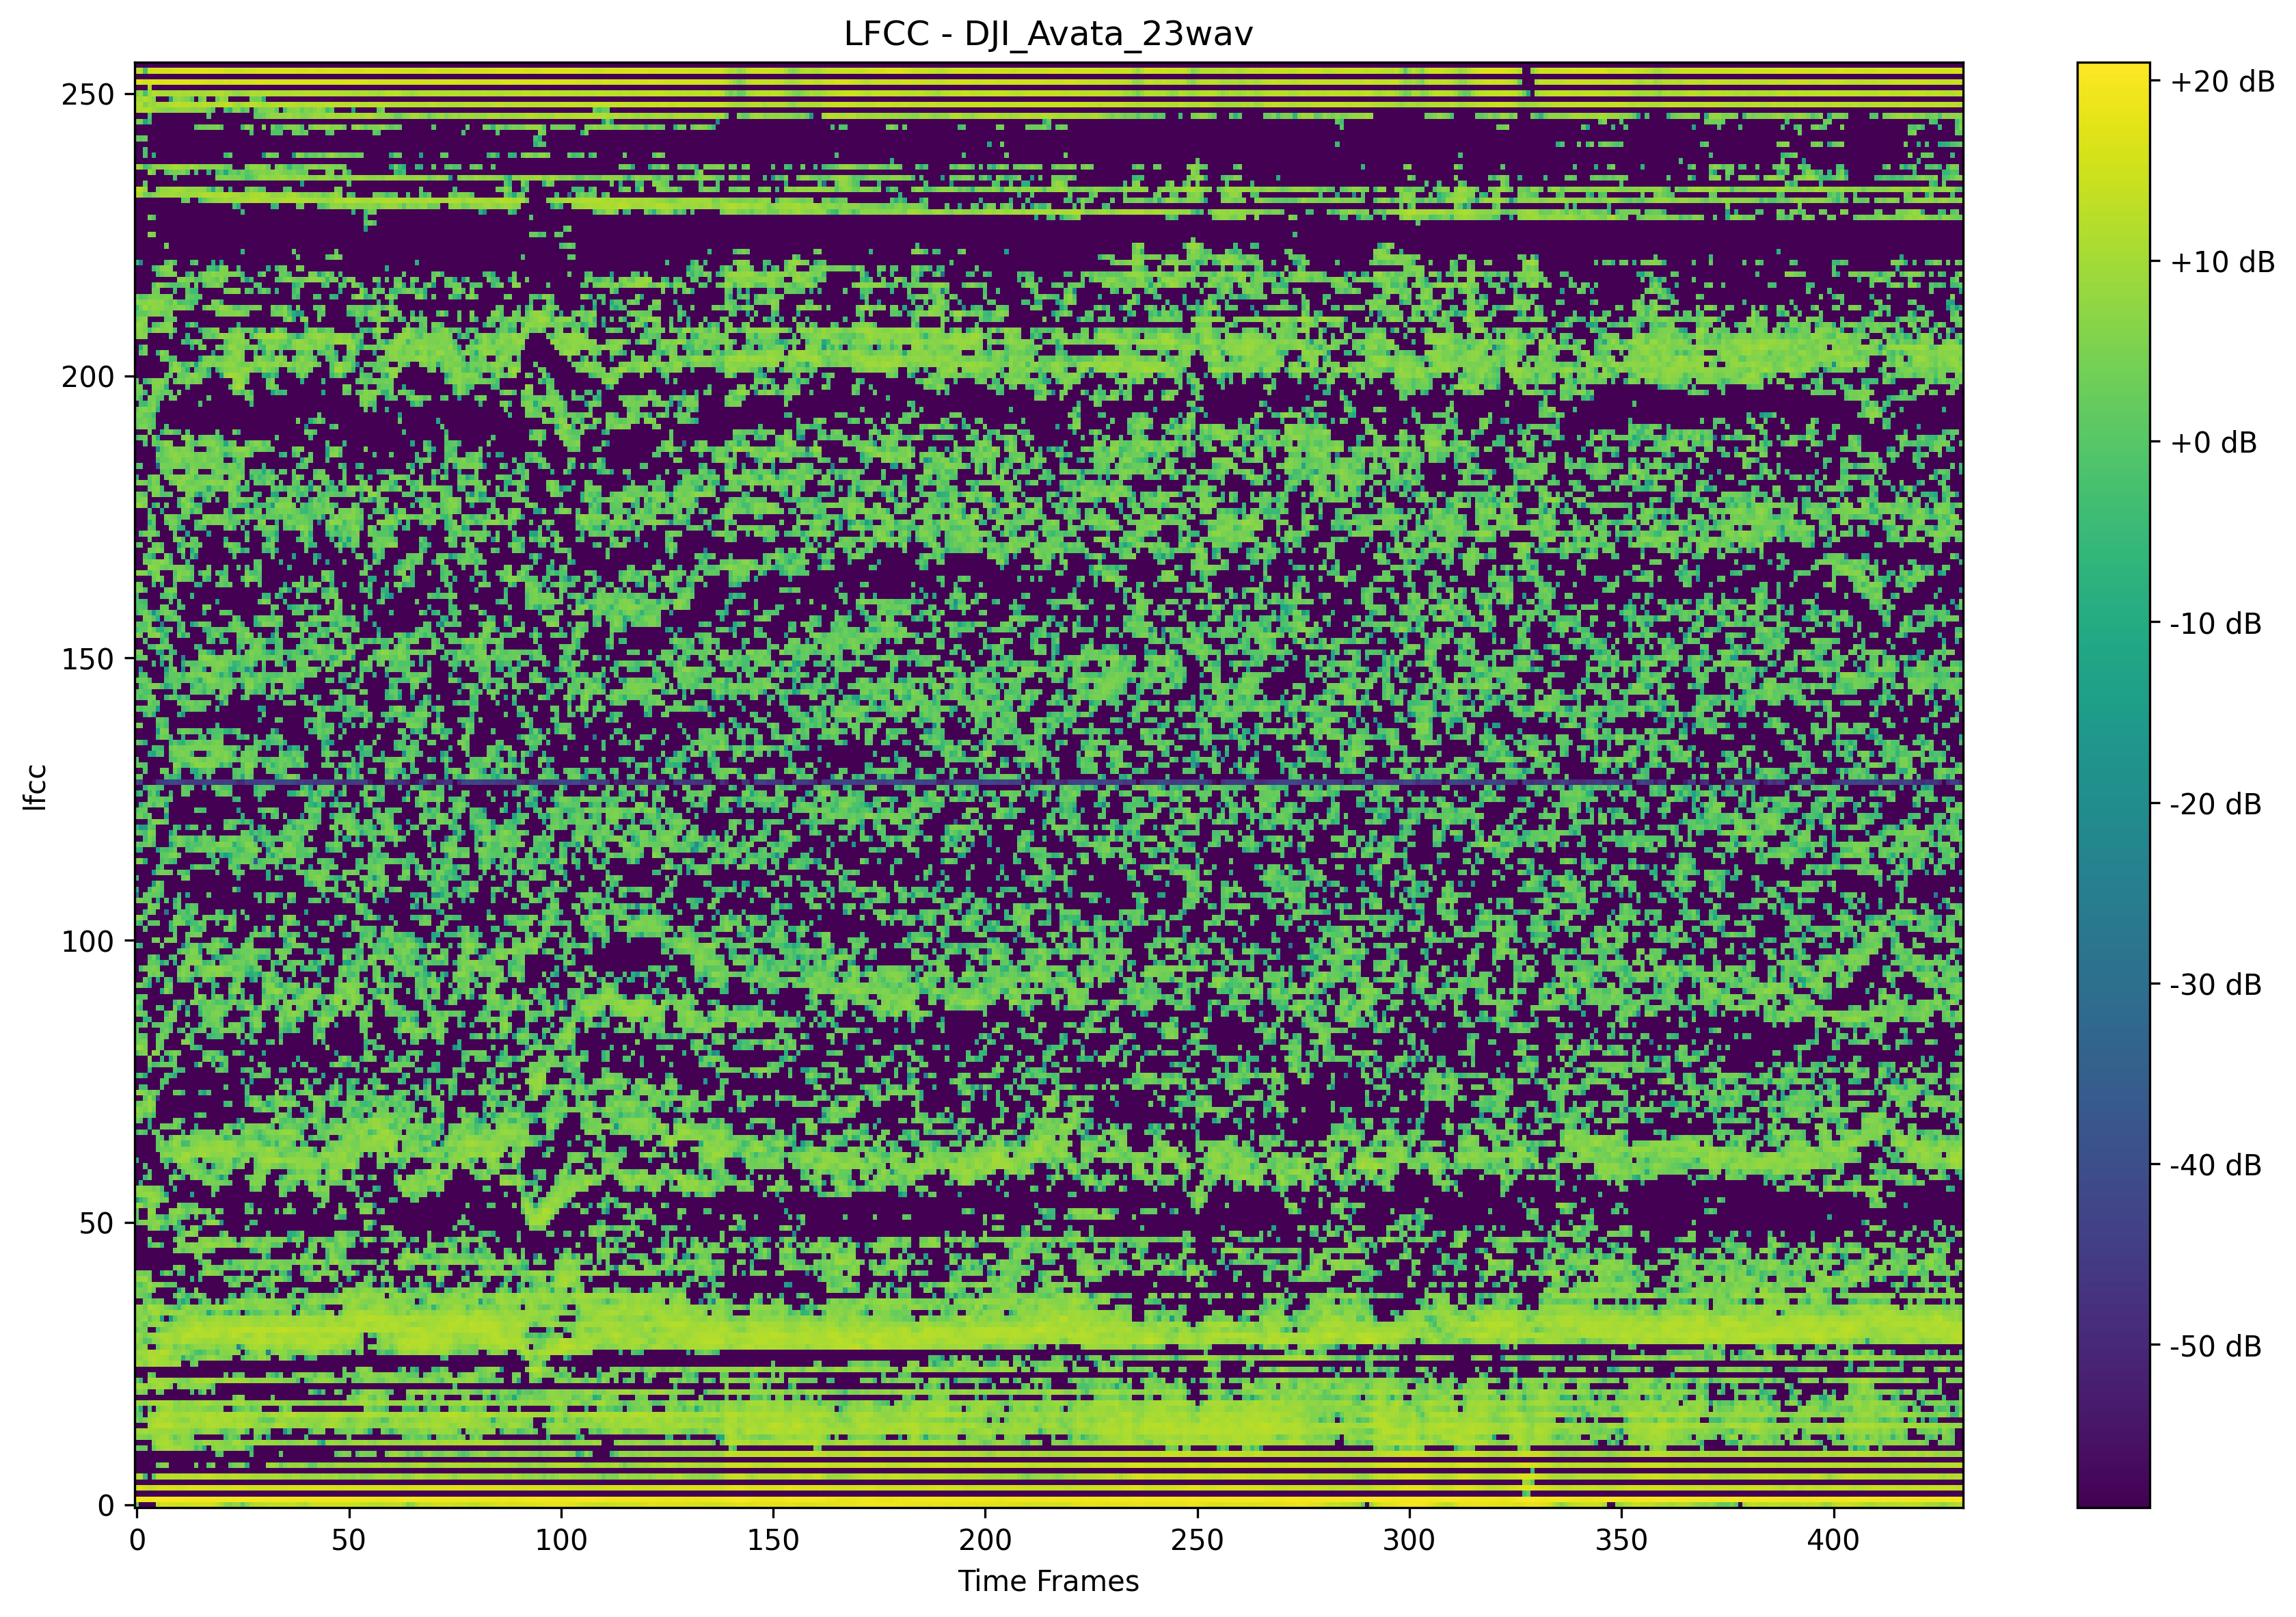 LFCC - DJI_Avata_23wav
250
200
150
100
50
0
lfcc
0
50
100
150
200
250
300
350
400
Time Frames
+20 dB
+10 dB
+0 dB
-10 dB
-20 dB
-30 dB
-40 dB
-50 dB